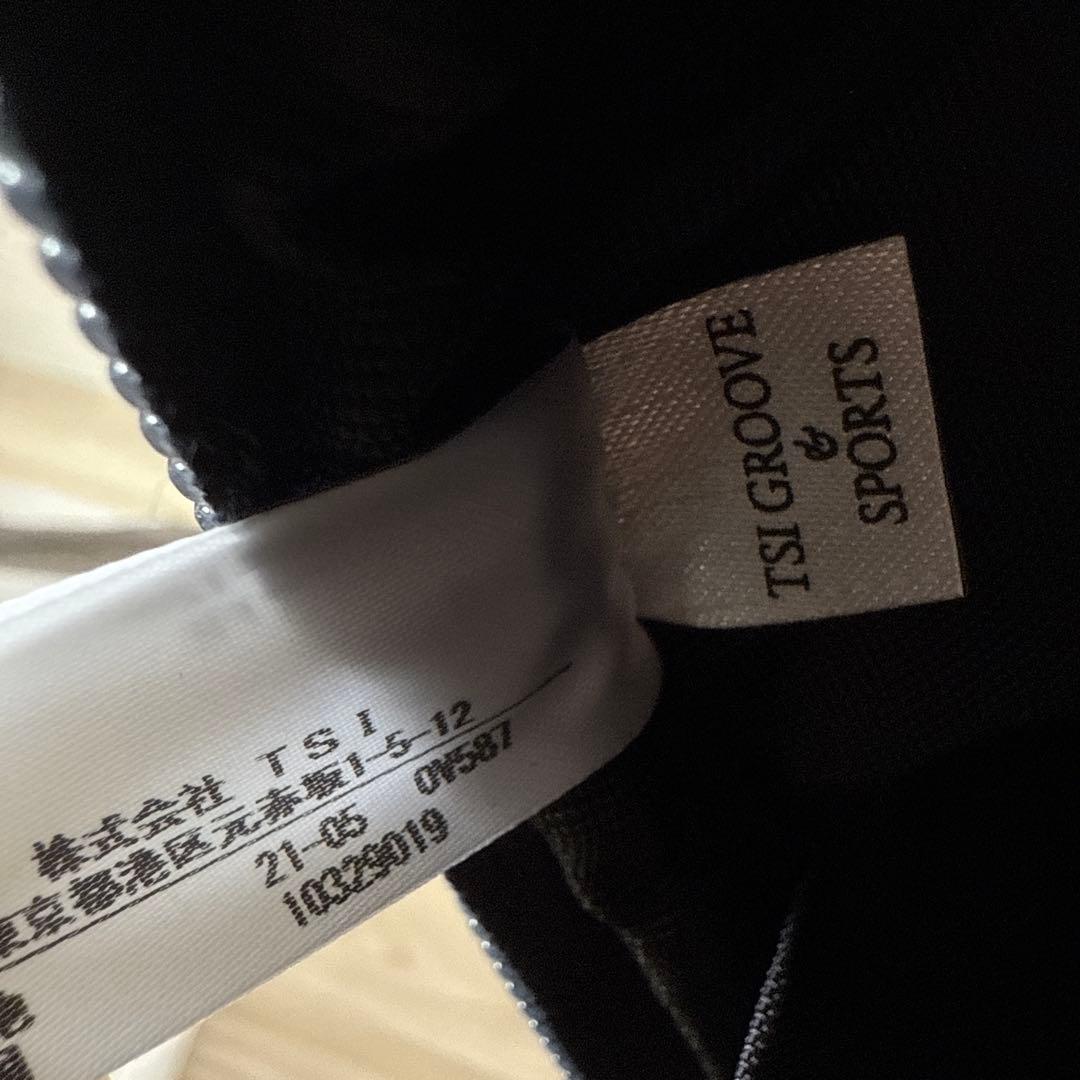 TSI GROOVE
&
SPORTS
株式会社 TSI
東京都港区元赤坂1-5-12
21-05 OW587
10329019